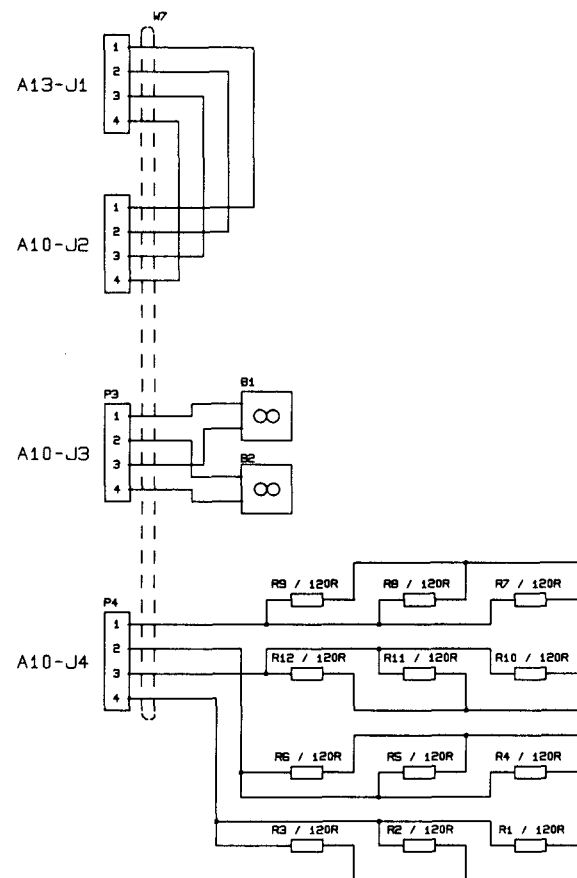 W7
A13-J1
1
2
3
4
A10-J2
1
2
3
4
P3
A10-J3
1
2
3
4
B1
B2
P4
A10-J4
1
2
3
4
R9 / 120R R8 / 120R R7 / 120R
R12 / 120R R11 / 120R R10 / 120R
R6 / 120R R5 / 120R R4 / 120R
R3 / 120R R2 / 120R R1 / 120R